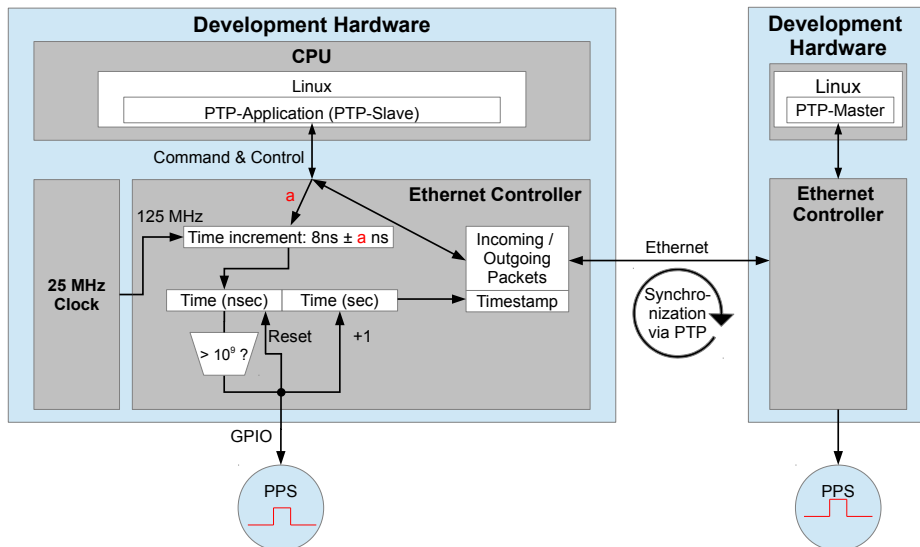 Development Hardware
CPU
Linux
PTP-Application (PTP-Slave)
Command & Control
Ethernet Controller
a
125 MHz
Time increment: 8ns ± a ns
Incoming /
Outgoing
Packets
Timestamp
25 MHz
Clock
Time (nsec)
Time (sec)
Reset
+1
> 10⁹ ?
GPIO
PPS
Ethernet
Synchro-
nization
via PTP
Development
Hardware
Linux
PTP-Master
Ethernet
Controller
PPS